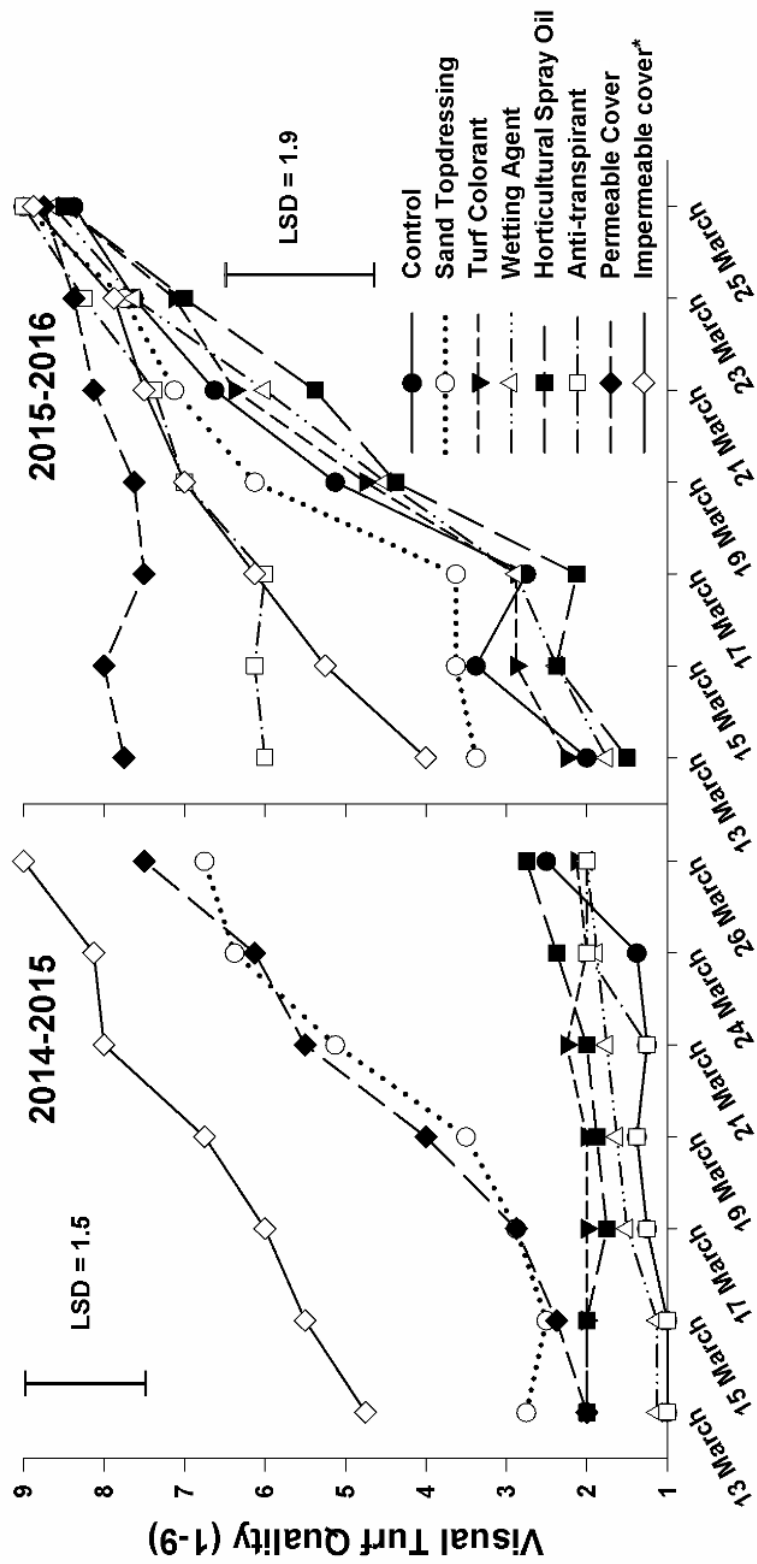 Visual Turf Quality (1-9)
9
8
7
6
5
4
3
2
1
2014-2015
LSD = 1.5
13 March
15 March
17 March
19 March
21 March
24 March
26 March
2015-2016
LSD = 1.9
13 March
15 March
17 March
19 March
21 March
23 March
25 March
Control
Sand Topdressing
Turf Colorant
Wetting Agent
Horticultural Spray Oil
Anti-transpirant
Permeable Cover
Impermeable cover*